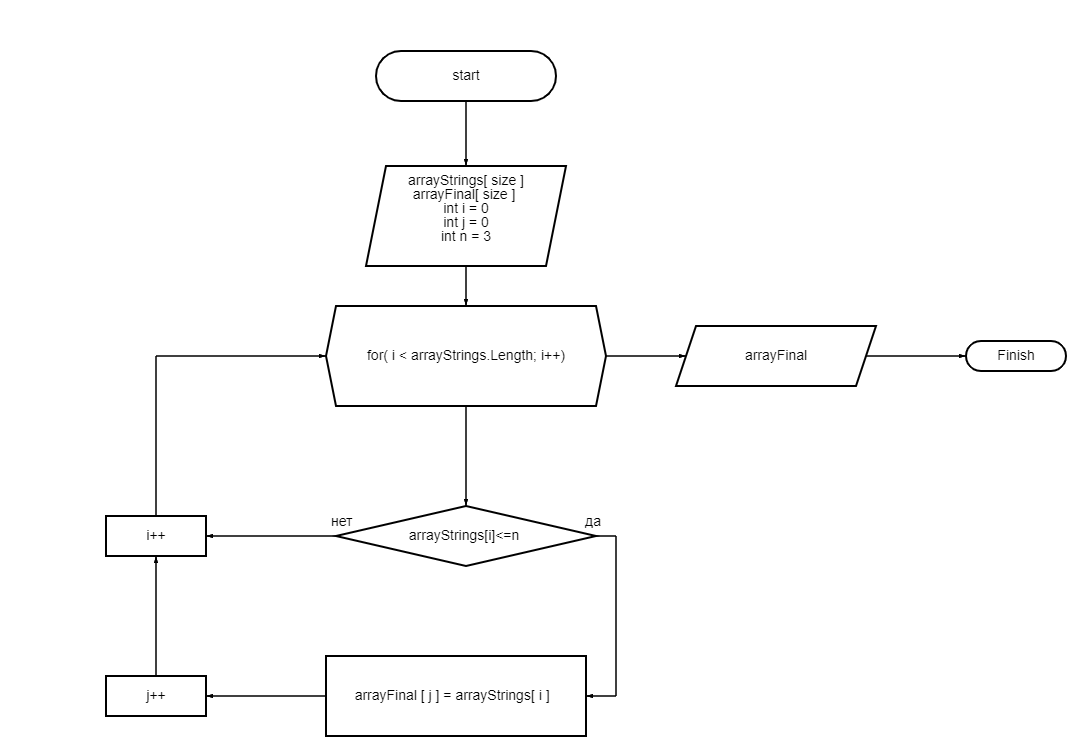 start
arrayStrings[ size ]
arrayFinal[ size ]
int i = 0
int j = 0
int n = 3
for( i < arrayStrings.Length; i++)
arrayFinal
Finish
нет
да
arrayStrings[i]<=n
i++
arrayFinal [ j ] = arrayStrings[ i ]
j++